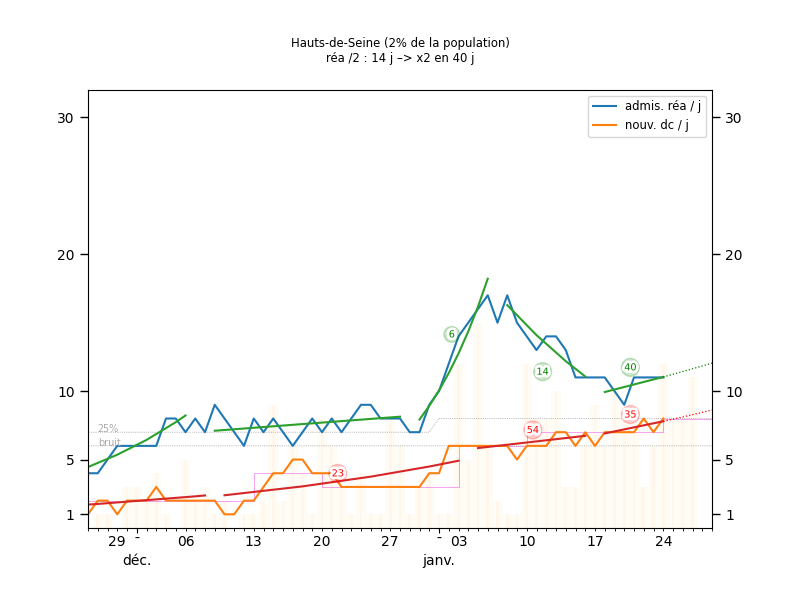 Hauts-de-Seine (2% de la population)
réa /2 : 14 j –> x2 en 40 j
admis. réa / j
nouv. dc / j
30 30
20 20
10 10
5 5
1 1
25%
brut
6
14
40
35
54
23
29 - 06 13 20 27 - 03 10 17 24
déc. janv.